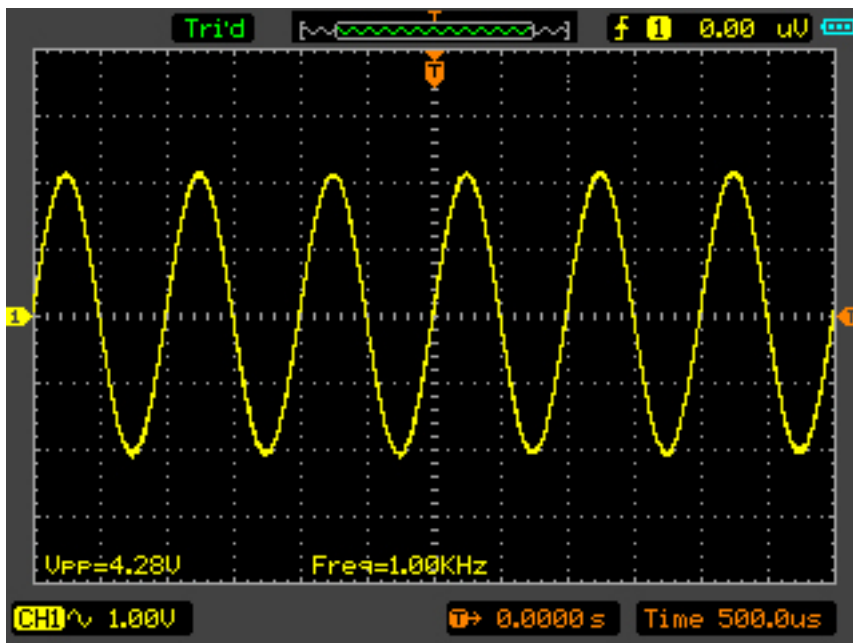 Tri'd T 1 0.00 uV
T
1 T
VPP=4.28V Freq=1.00KHz
CH1 1.00V T→ 0.0000s Time 500.0us